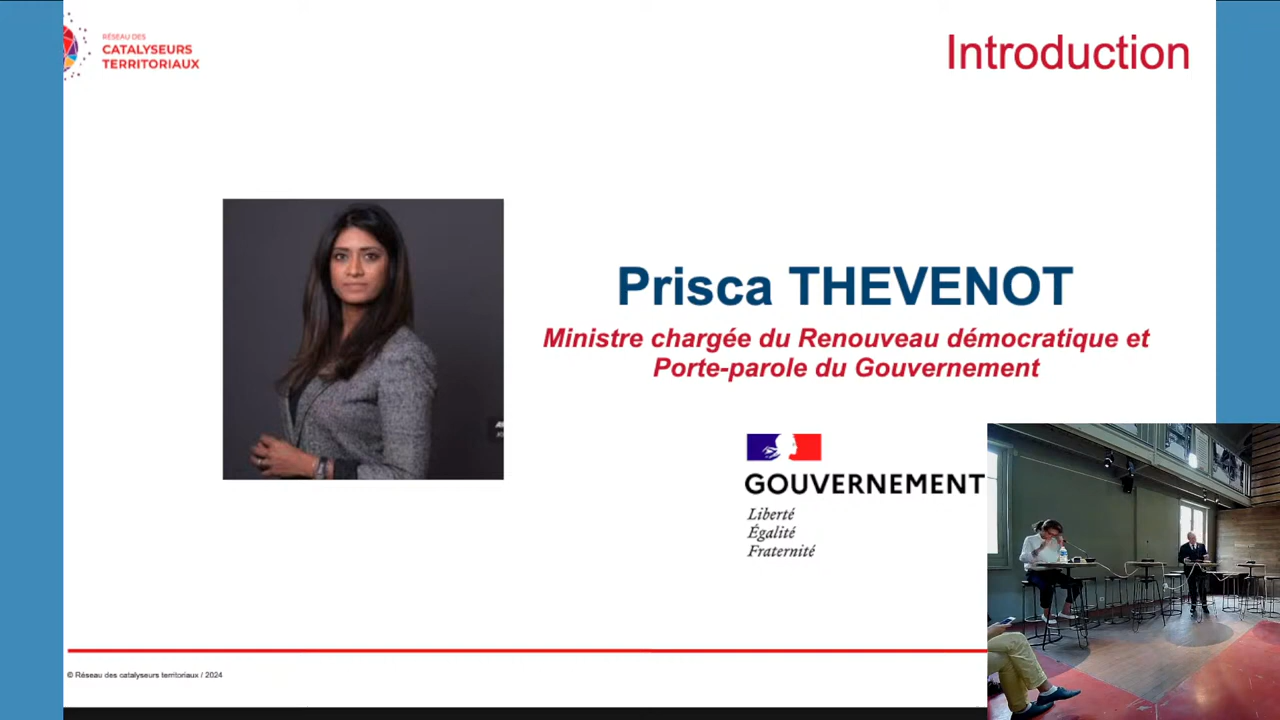 RÉSEAU DES
CATALYSEURS
TERRITORIAUX
Introduction
Prisca THEVENOT
Ministre chargée du Renouveau démocratique et
Porte-parole du Gouvernement
GOUVERNEMENT
Liberté
Égalité
Fraternité
© Réseau des catalyseurs territoriaux / 2024